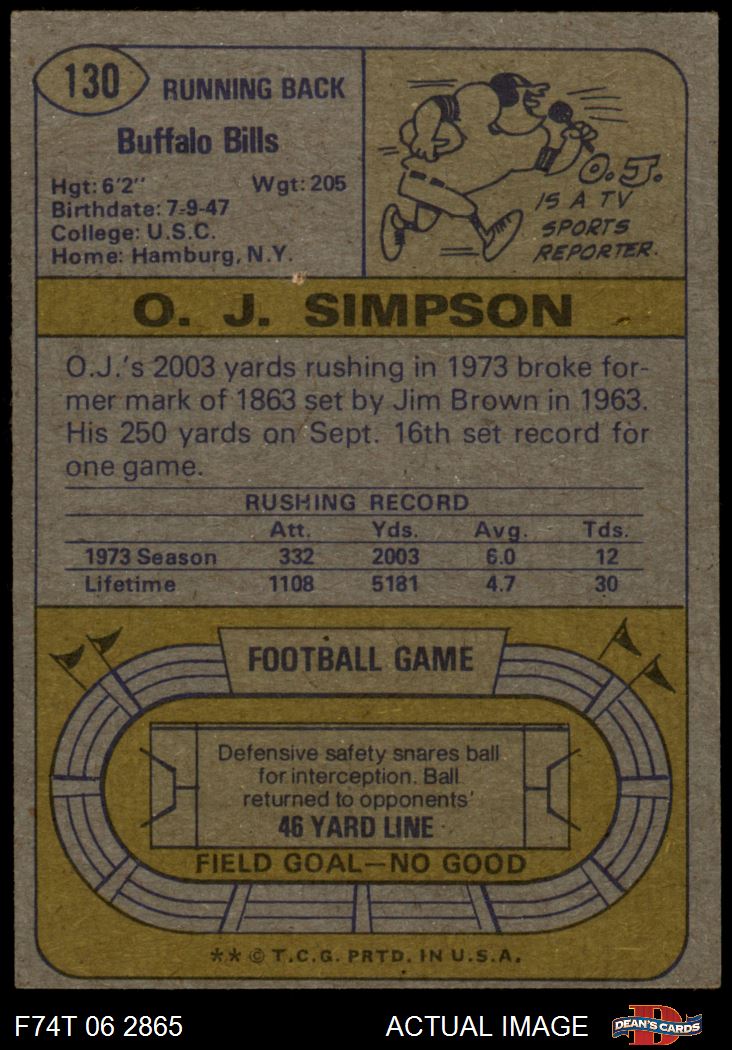 130
RUNNING BACK
Buffalo Bills
Hgt: 6'2" Wgt: 205
Birthdate: 7-9-47
College: U.S.C.
Home: Hamburg, N.Y.
O.J.
IS A TV
SPORTS
REPORTER.
O. J. SIMPSON
O.J.'s 2003 yards rushing in 1973 broke for-
mer mark of 1863 set by Jim Brown in 1963.
His 250 yards on Sept. 16th set record for
one game.
RUSHING RECORD
Att. Yds. Avg. Tds.
1973 Season 332 2003 6.0 12
Lifetime 1108 5181 4.7 30
FOOTBALL GAME
Defensive safety snares ball
for interception. Ball
returned to opponents'
46 YARD LINE
FIELD GOAL—NO GOOD
** © T.C.G. PRTD. IN U.S.A.
F74T 06 2865 ACTUAL IMAGE
D
DEAN'S CARDS